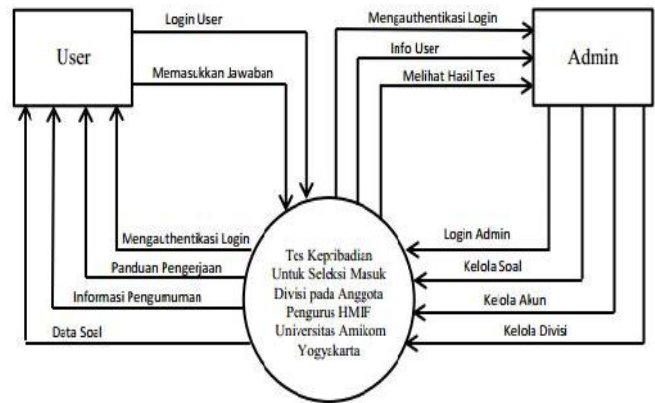 Login User
User
Memasukkan Jawaban
Mengauthentikasi Login
Info User
Melihat Hasil Tes
Admin
Mengauthentikasi Login
Panduan Pengerjaan
Informasi Pengumuman
Data Soal
Tes Kepribadian
Untuk Seleksi Masuk
Divisi pada Anggota
Pengurus HMIF
Universitas Amikom
Yogyakarta
Login Admin
Kelola Soal
Kelola Akun
Kelola Divisi